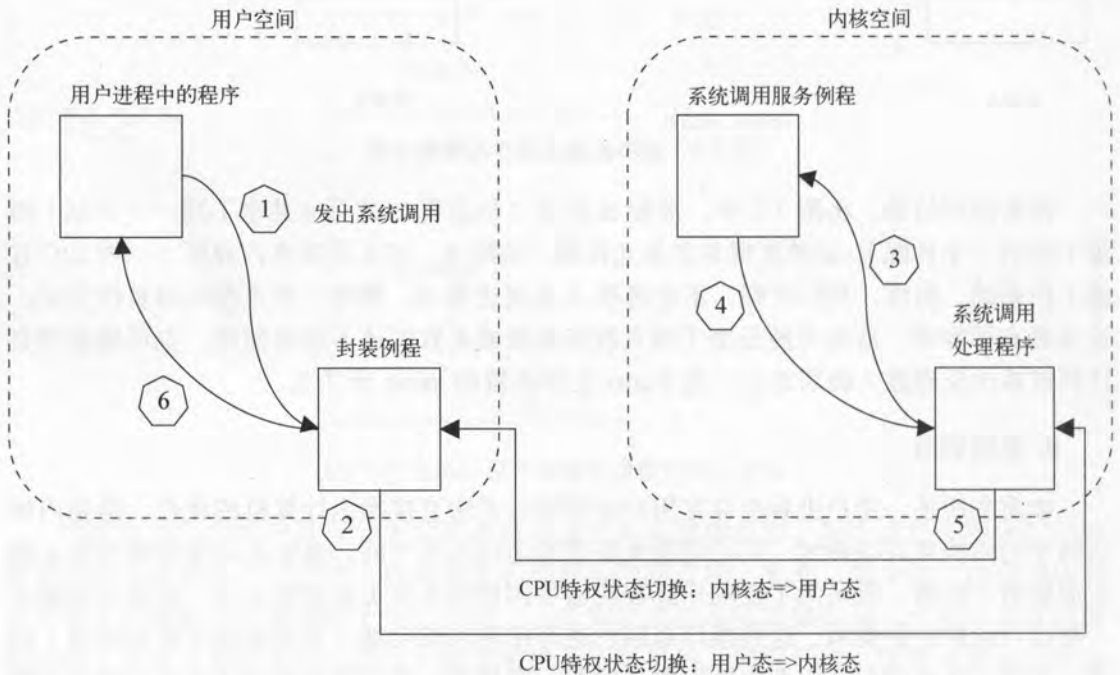 用户空间
内核空间
用户进程中的程序
系统调用服务例程
1
发出系统调用
3
4
系统调用
处理程序
封装例程
6
2
5
CPU特权状态切换：内核态=>用户态
CPU特权状态切换：用户态=>内核态